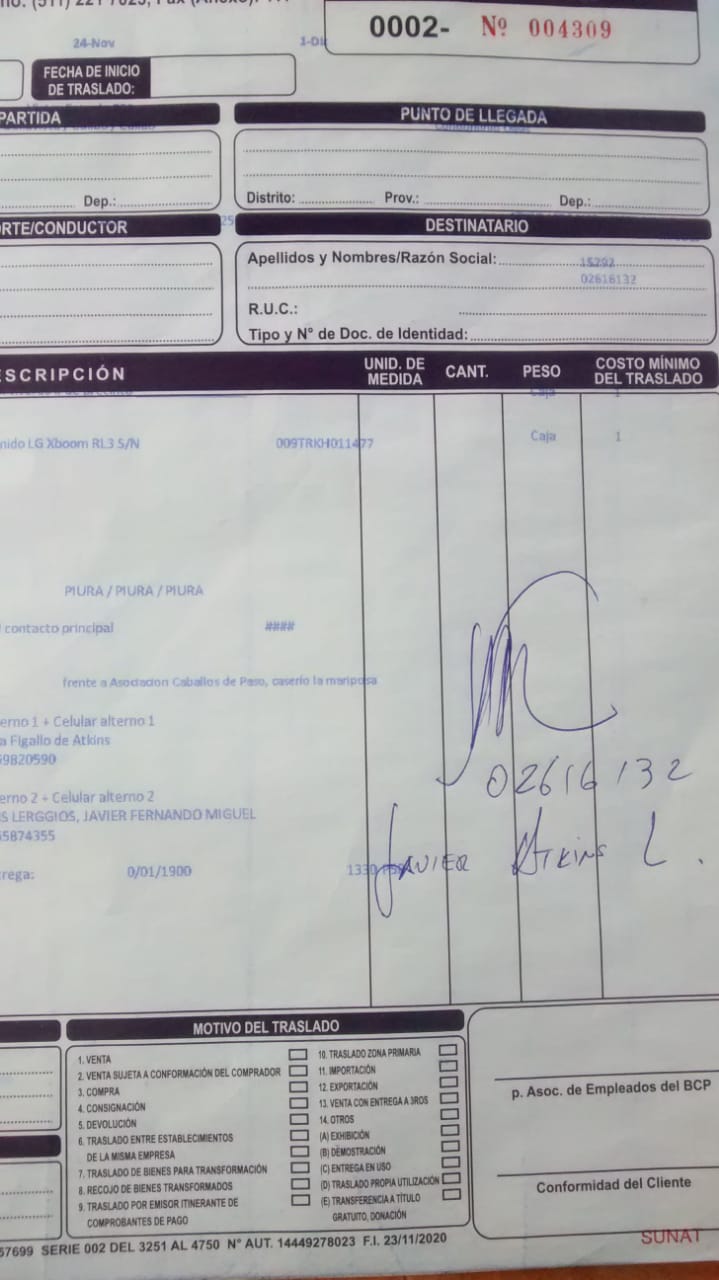 0002- Nº 004309
24-Nov
FECHA DE INICIO
DE TRASLADO:
PARTIDA
PUNTO DE LLEGADA
Dep.:
Distrito: Prov.: Dep.:
RTE/CONDUCTOR
DESTINATARIO
Apellidos y Nombres/Razón Social: 15292
02616132
R.U.C.:
Tipo y N° de Doc. de Identidad:
SCRIPCIÓN
UNID. DE
MEDIDA
CANT.
PESO
COSTO MÍNIMO
DEL TRASLADO
Caja 1
nido LG Xboom RL3 S/N 009TRKH011477 Caja 1
PIURA / PIURA / PIURA
contacto principal ####
frente a Asociacion Caballos de Paso, caserío la mariposa
erno 1 + Celular alterno 1
a Figallo de Atkins
69820590
02616132
erno 2 + Celular alterno 2
S LERGGIOS, JAVIER FERNANDO MIGUEL
65874355
JAVIER ATKINS L.
rega: 0/01/1900 1330
MOTIVO DEL TRASLADO
1. VENTA
2. VENTA SUJETA A CONFORMACIÓN DEL COMPRADOR
3. COMPRA
4. CONSIGNACIÓN
5. DEVOLUCIÓN
6. TRASLADO ENTRE ESTABLECIMIENTOS
DE LA MISMA EMPRESA
7. TRASLADO DE BIENES PARA TRANSFORMACIÓN
8. RECOJO DE BIENES TRANSFORMADOS
9. TRASLADO POR EMISOR ITINERANTE DE
COMPROBANTES DE PAGO
10. TRASLADO ZONA PRIMARIA
11. IMPORTACIÓN
12. EXPORTACIÓN
13. VENTA CON ENTREGA A 3ROS
14. OTROS
(A) EXHIBICIÓN
(B) DEMOSTRACIÓN
(C) ENTREGA EN USO
(D) TRASLADO PROPIA UTILIZACIÓN
(E) TRANSFERENCIA A TÍTULO
GRATUITO, DONACIÓN
p. Asoc. de Empleados del BCP
Conformidad del Cliente
57699 SERIE 002 DEL 3251 AL 4750 N° AUT. 14449278023 F.I. 23/11/2020
SUNAT